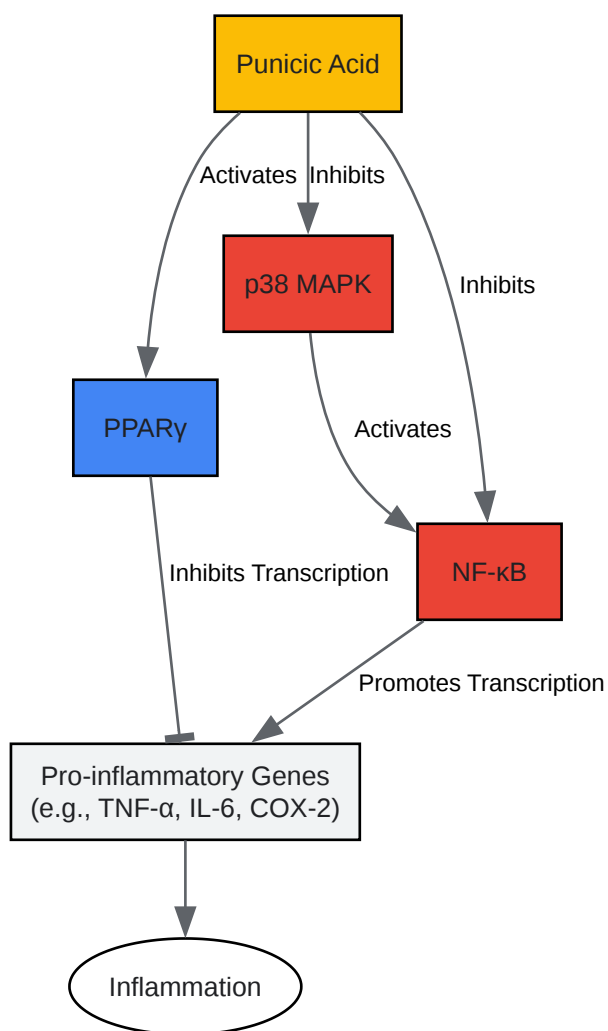 Punicic Acid
Activates
Inhibits
p38 MAPK
Inhibits
PPARγ
Activates
NF-κB
Inhibits Transcription
Promotes Transcription
Pro-inflammatory Genes
(e.g., TNF-α, IL-6, COX-2)
Inflammation